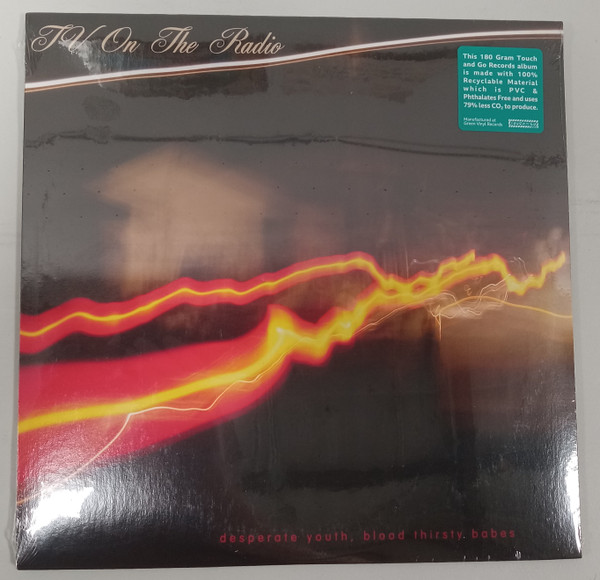 TV On The Radio
This 180 Gram Touch
and Go Records album
is made with 100%
Recyclable Material
which is PVC &
Phthalates Free and uses
79% less CO₂ to produce.
Manufactured at
Green Vinyl Records
desperate youth, blood thirsty babes